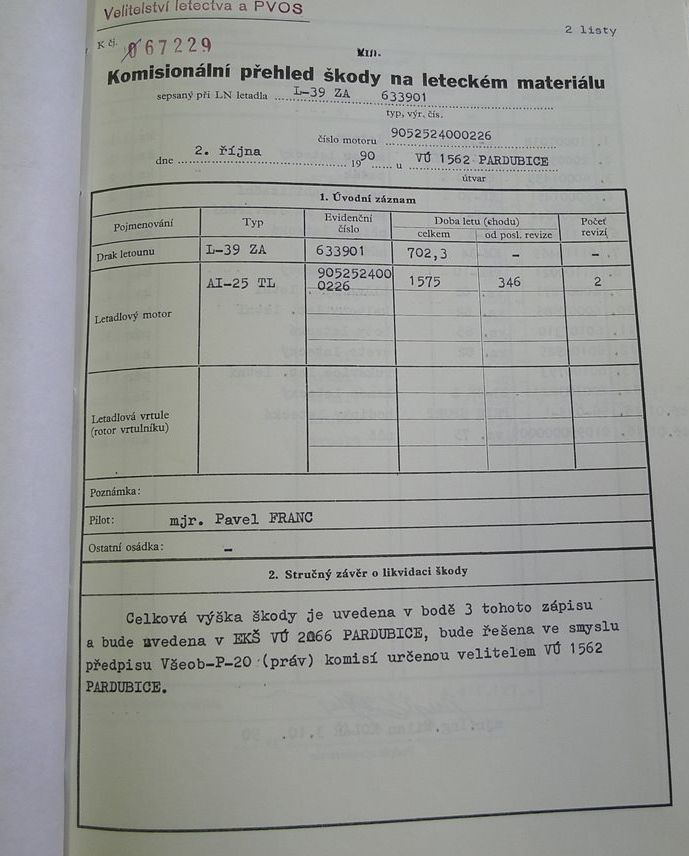 Velitelství letectva a PVOS
2 listy
K čj. 067229
Komisionální přehled škody na leteckém materiálu
sepsaný při LN letadla L-39 ZA 633901
typ, výr. čís.
číslo motoru 9052524000226
dne 2. října 1990 u VÚ 1562 PARDUBICE
útvar
1. Úvodní záznam
Pojmenování Typ Evidenční číslo Doba letu (chodu) Počet revizí
celkem od posl. revize
Drak letounu L-39 ZA 633901 702,3 – –
Letadlový motor AI-25 TL 905252400 0226 1575 346 2
Letadlová vrtule
(rotor vrtulníku)
Poznámka:
Pilot: mjr. Pavel FRANC
Ostatní osádka: –
2. Stručný závěr o likvidaci škody
Celková výška škody je uvedena v bodě 3 tohoto zápisu
a bude uvedena v EKŠ VÚ 2066 PARDUBICE, bude řešena ve smyslu
předpisu Všeob-P-20 (práv) komisí určenou velitelem VÚ 1562
PARDUBICE.